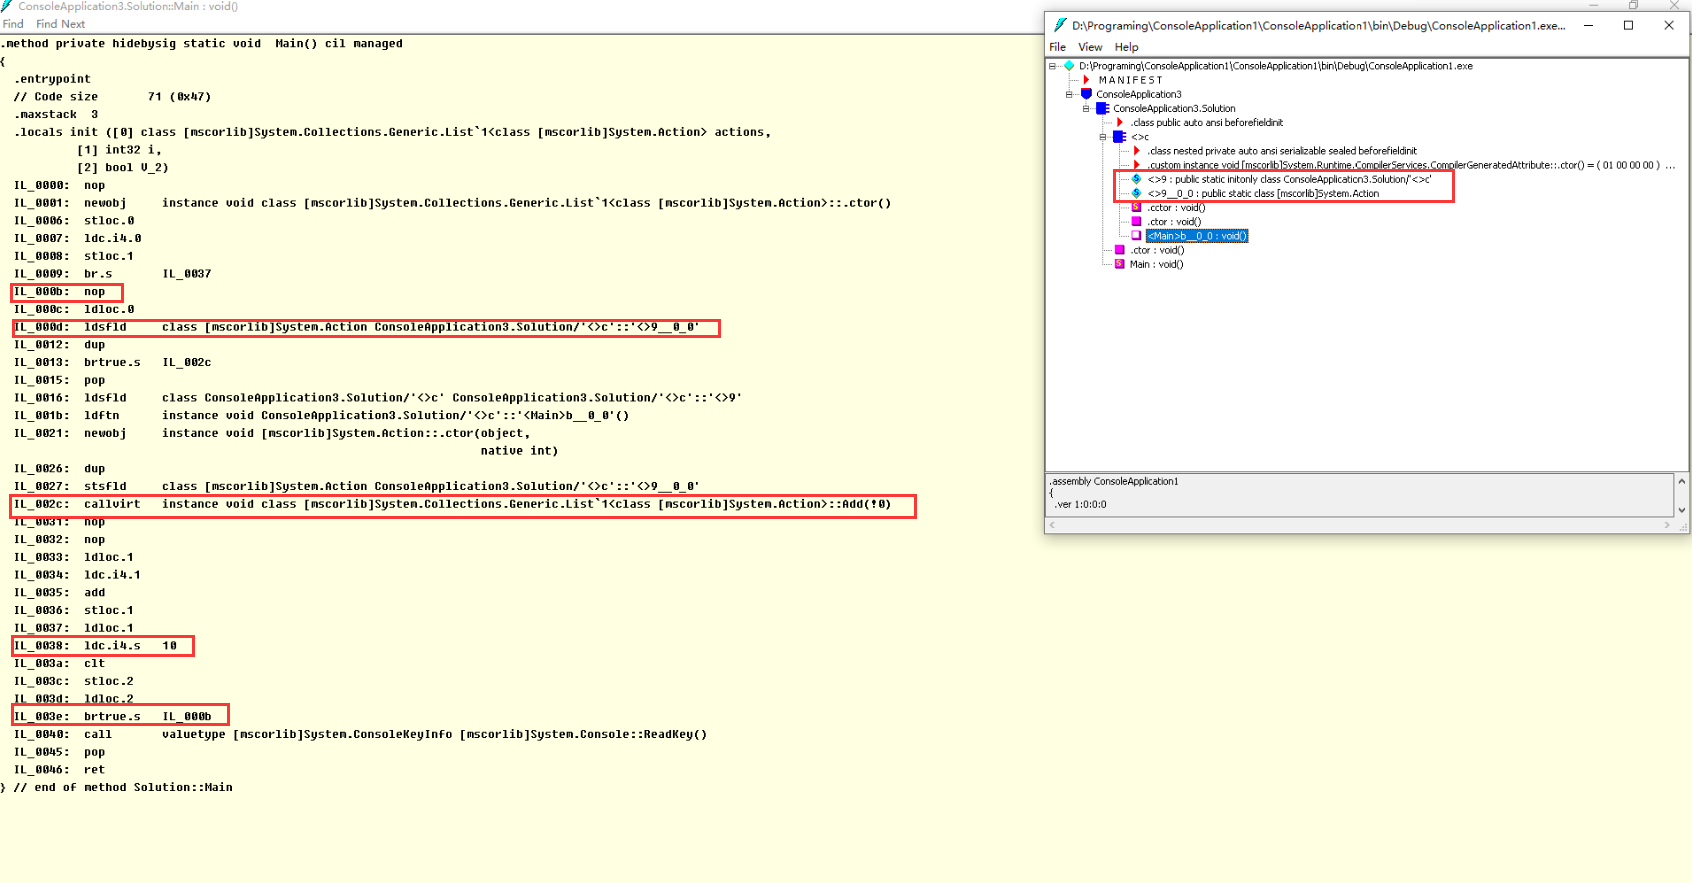 ConsoleApplication3.Solution::Main : void()
Find Find Next
.method private hidebysig static void  Main() cil managed
{
  .entrypoint
  // Code size       71 (0x47)
  .maxstack  3
  .locals init ([0] class [mscorlib]System.Collections.Generic.List`1<class [mscorlib]System.Action> actions,
           [1] int32 i,
           [2] bool V_2)
  IL_0000:  nop
  IL_0001:  newobj     instance void class [mscorlib]System.Collections.Generic.List`1<class [mscorlib]System.Action>::.ctor()
  IL_0006:  stloc.0
  IL_0007:  ldc.i4.0
  IL_0008:  stloc.1
  IL_0009:  br.s       IL_0037
  IL_000b:  nop
  IL_000c:  ldloc.0
  IL_000d:  ldsfld     class [mscorlib]System.Action ConsoleApplication3.Solution/'<>c'::'<>9__0_0'
  IL_0012:  dup
  IL_0013:  brtrue.s   IL_002c
  IL_0015:  pop
  IL_0016:  ldsfld     class ConsoleApplication3.Solution/'<>c' ConsoleApplication3.Solution/'<>c'::'<>9'
  IL_001b:  ldftn      instance void ConsoleApplication3.Solution/'<>c'::'<Main>b__0_0'()
  IL_0021:  newobj     instance void [mscorlib]System.Action::.ctor(object,
                                                                    native int)
  IL_0026:  dup
  IL_0027:  stsfld     class [mscorlib]System.Action ConsoleApplication3.Solution/'<>c'::'<>9__0_0'
  IL_002c:  callvirt   instance void class [mscorlib]System.Collections.Generic.List`1<class [mscorlib]System.Action>::Add(!0)
  IL_0031:  nop
  IL_0032:  nop
  IL_0033:  ldloc.1
  IL_0034:  ldc.i4.1
  IL_0035:  add
  IL_0036:  stloc.1
  IL_0037:  ldloc.1
  IL_0038:  ldc.i4.s   10
  IL_003a:  clt
  IL_003c:  stloc.2
  IL_003d:  ldloc.2
  IL_003e:  brtrue.s   IL_000b
  IL_0040:  call       valuetype [mscorlib]System.ConsoleKeyInfo [mscorlib]System.Console::ReadKey()
  IL_0045:  pop
  IL_0046:  ret
} // end of method Solution::Main
D:\Programing\ConsoleApplication1\ConsoleApplication1\bin\Debug\ConsoleApplication1.exe...
File View Help
D:\Programing\ConsoleApplication1\ConsoleApplication1\bin\Debug\ConsoleApplication1.exe
M A N I F E S T
ConsoleApplication3
ConsoleApplication3.Solution
.class public auto ansi beforefieldinit
<>c
.class nested private auto ansi serializable sealed beforefieldinit
.custom instance void [mscorlib]System.Runtime.CompilerServices.CompilerGeneratedAttribute::.ctor() = ( 01 00 00 00 ) ...
<>9 : public static initonly class ConsoleApplication3.Solution/'<>c'
<>9__0_0 : public static class [mscorlib]System.Action
.cctor : void()
.ctor : void()
<Main>b__0_0 : void()
.ctor : void()
Main : void()
.assembly ConsoleApplication1
{
  .ver 1:0:0:0